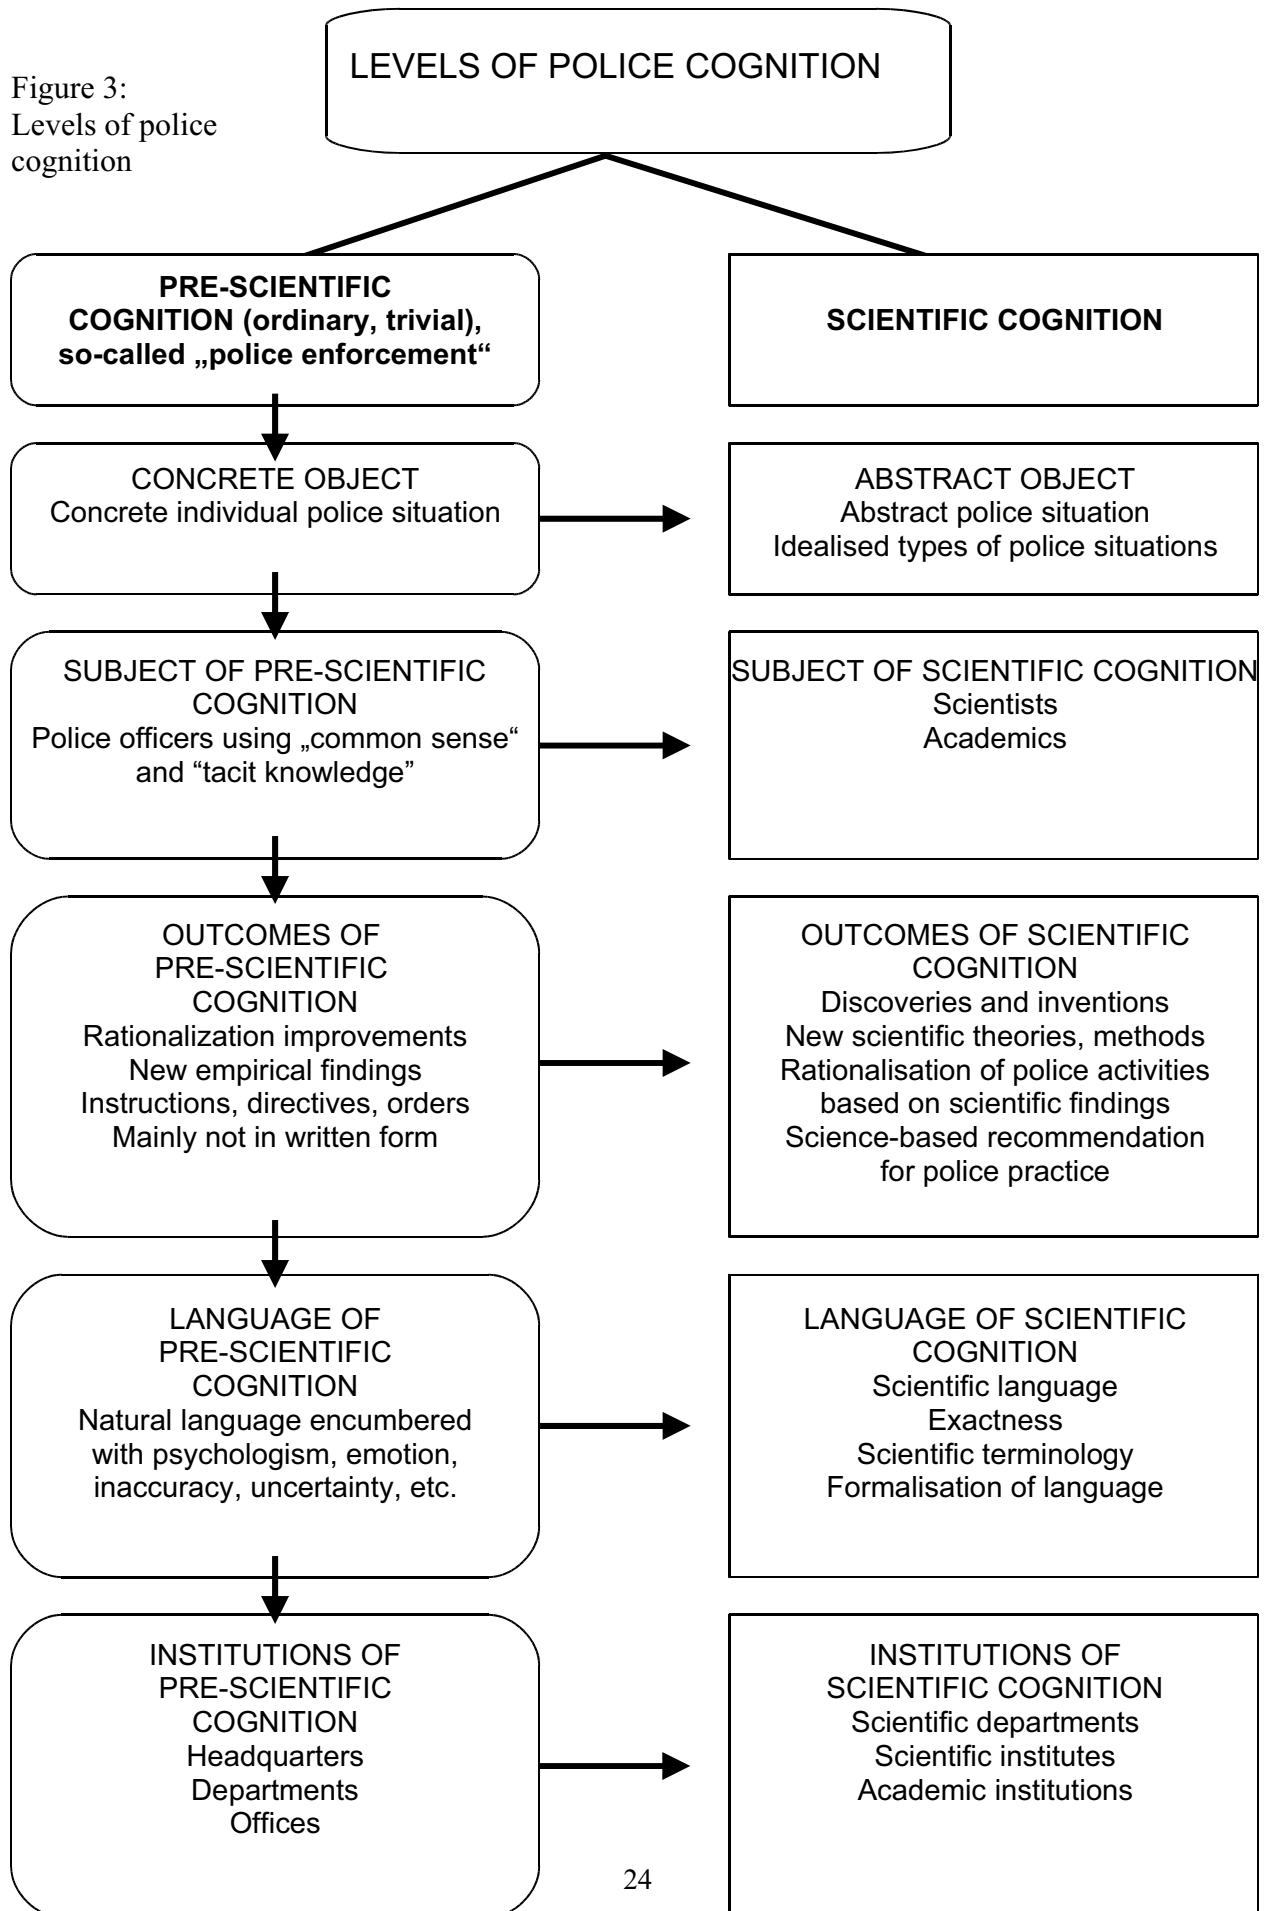 LEVELS OF POLICE COGNITION
Figure 3:
Levels of police
cognition
PRE-SCIENTIFIC
COGNITION (ordinary, trivial),
so-called „police enforcement“
SCIENTIFIC COGNITION
CONCRETE OBJECT
Concrete individual police situation
ABSTRACT OBJECT
Abstract police situation
Idealised types of police situations
SUBJECT OF PRE-SCIENTIFIC
COGNITION
Police officers using „common sense“
and “tacit knowledge”
SUBJECT OF SCIENTIFIC COGNITION
Scientists
Academics
OUTCOMES OF
PRE-SCIENTIFIC
COGNITION
Rationalization improvements
New empirical findings
Instructions, directives, orders
Mainly not in written form
OUTCOMES OF SCIENTIFIC
COGNITION
Discoveries and inventions
New scientific theories, methods
Rationalisation of police activities
based on scientific findings
Science-based recommendation
for police practice
LANGUAGE OF
PRE-SCIENTIFIC
COGNITION
Natural language encumbered
with psychologism, emotion,
inaccuracy, uncertainty, etc.
LANGUAGE OF SCIENTIFIC
COGNITION
Scientific language
Exactness
Scientific terminology
Formalisation of language
INSTITUTIONS OF
PRE-SCIENTIFIC
COGNITION
Headquarters
Departments
Offices
INSTITUTIONS OF
SCIENTIFIC COGNITION
Scientific departments
Scientific institutes
Academic institutions
24